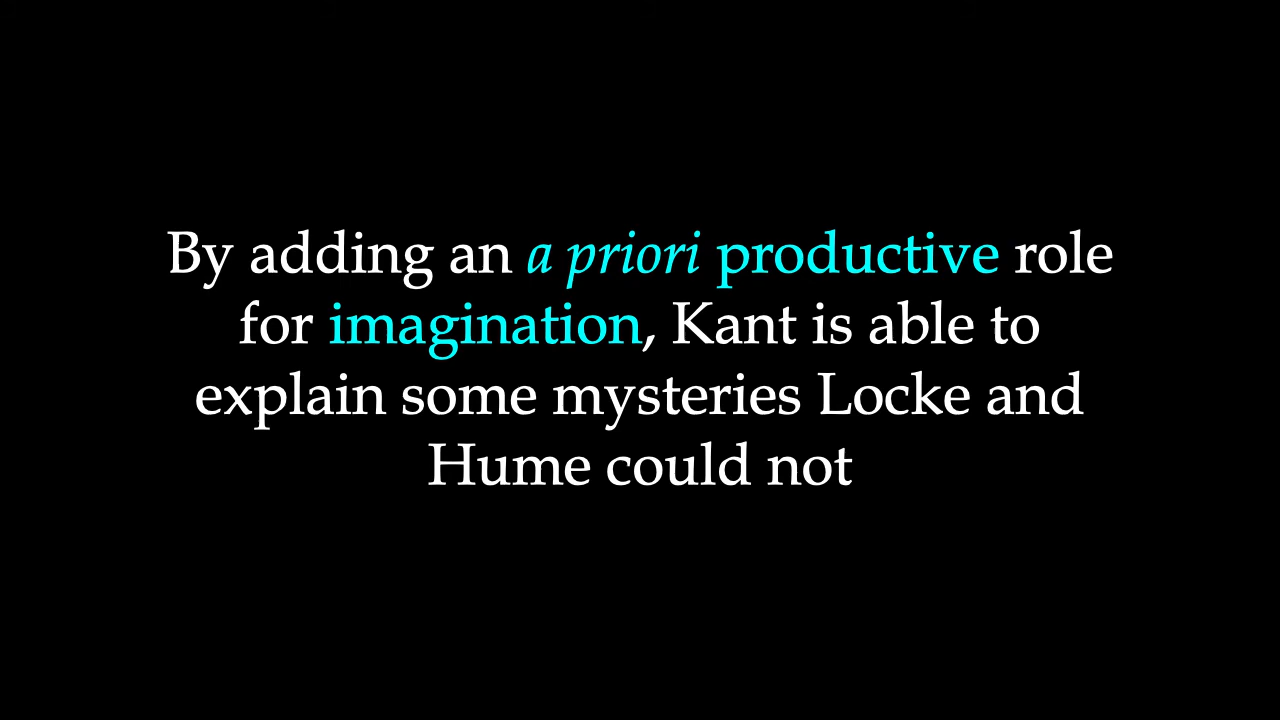 By adding an a priori productive role
for imagination, Kant is able to
explain some mysteries Locke and
Hume could not